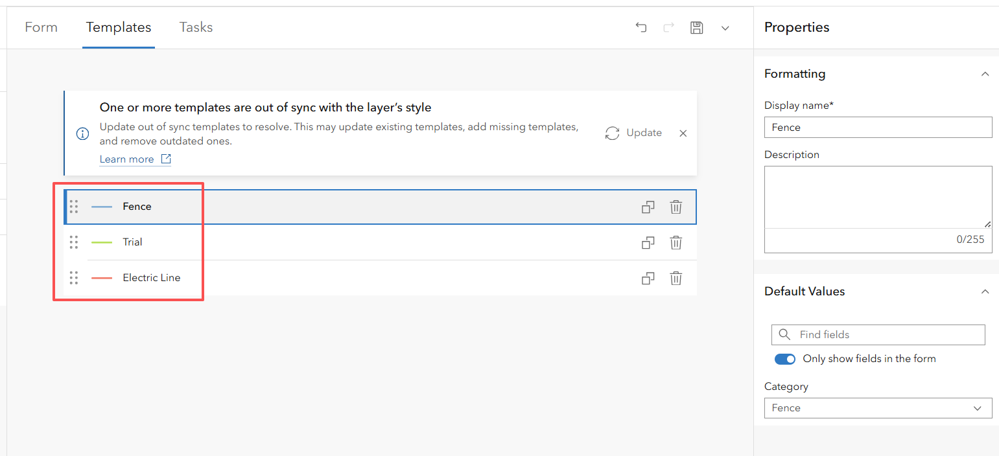 Form Templates Tasks
Properties
One or more templates are out of sync with the layer's style
Update out of sync templates to resolve. This may update existing templates, add missing templates,
and remove outdated ones.
Learn more
Update
Fence
Trial
Electric Line
Formatting
Display name*
Fence
Description
0/255
Default Values
Find fields
Only show fields in the form
Category
Fence